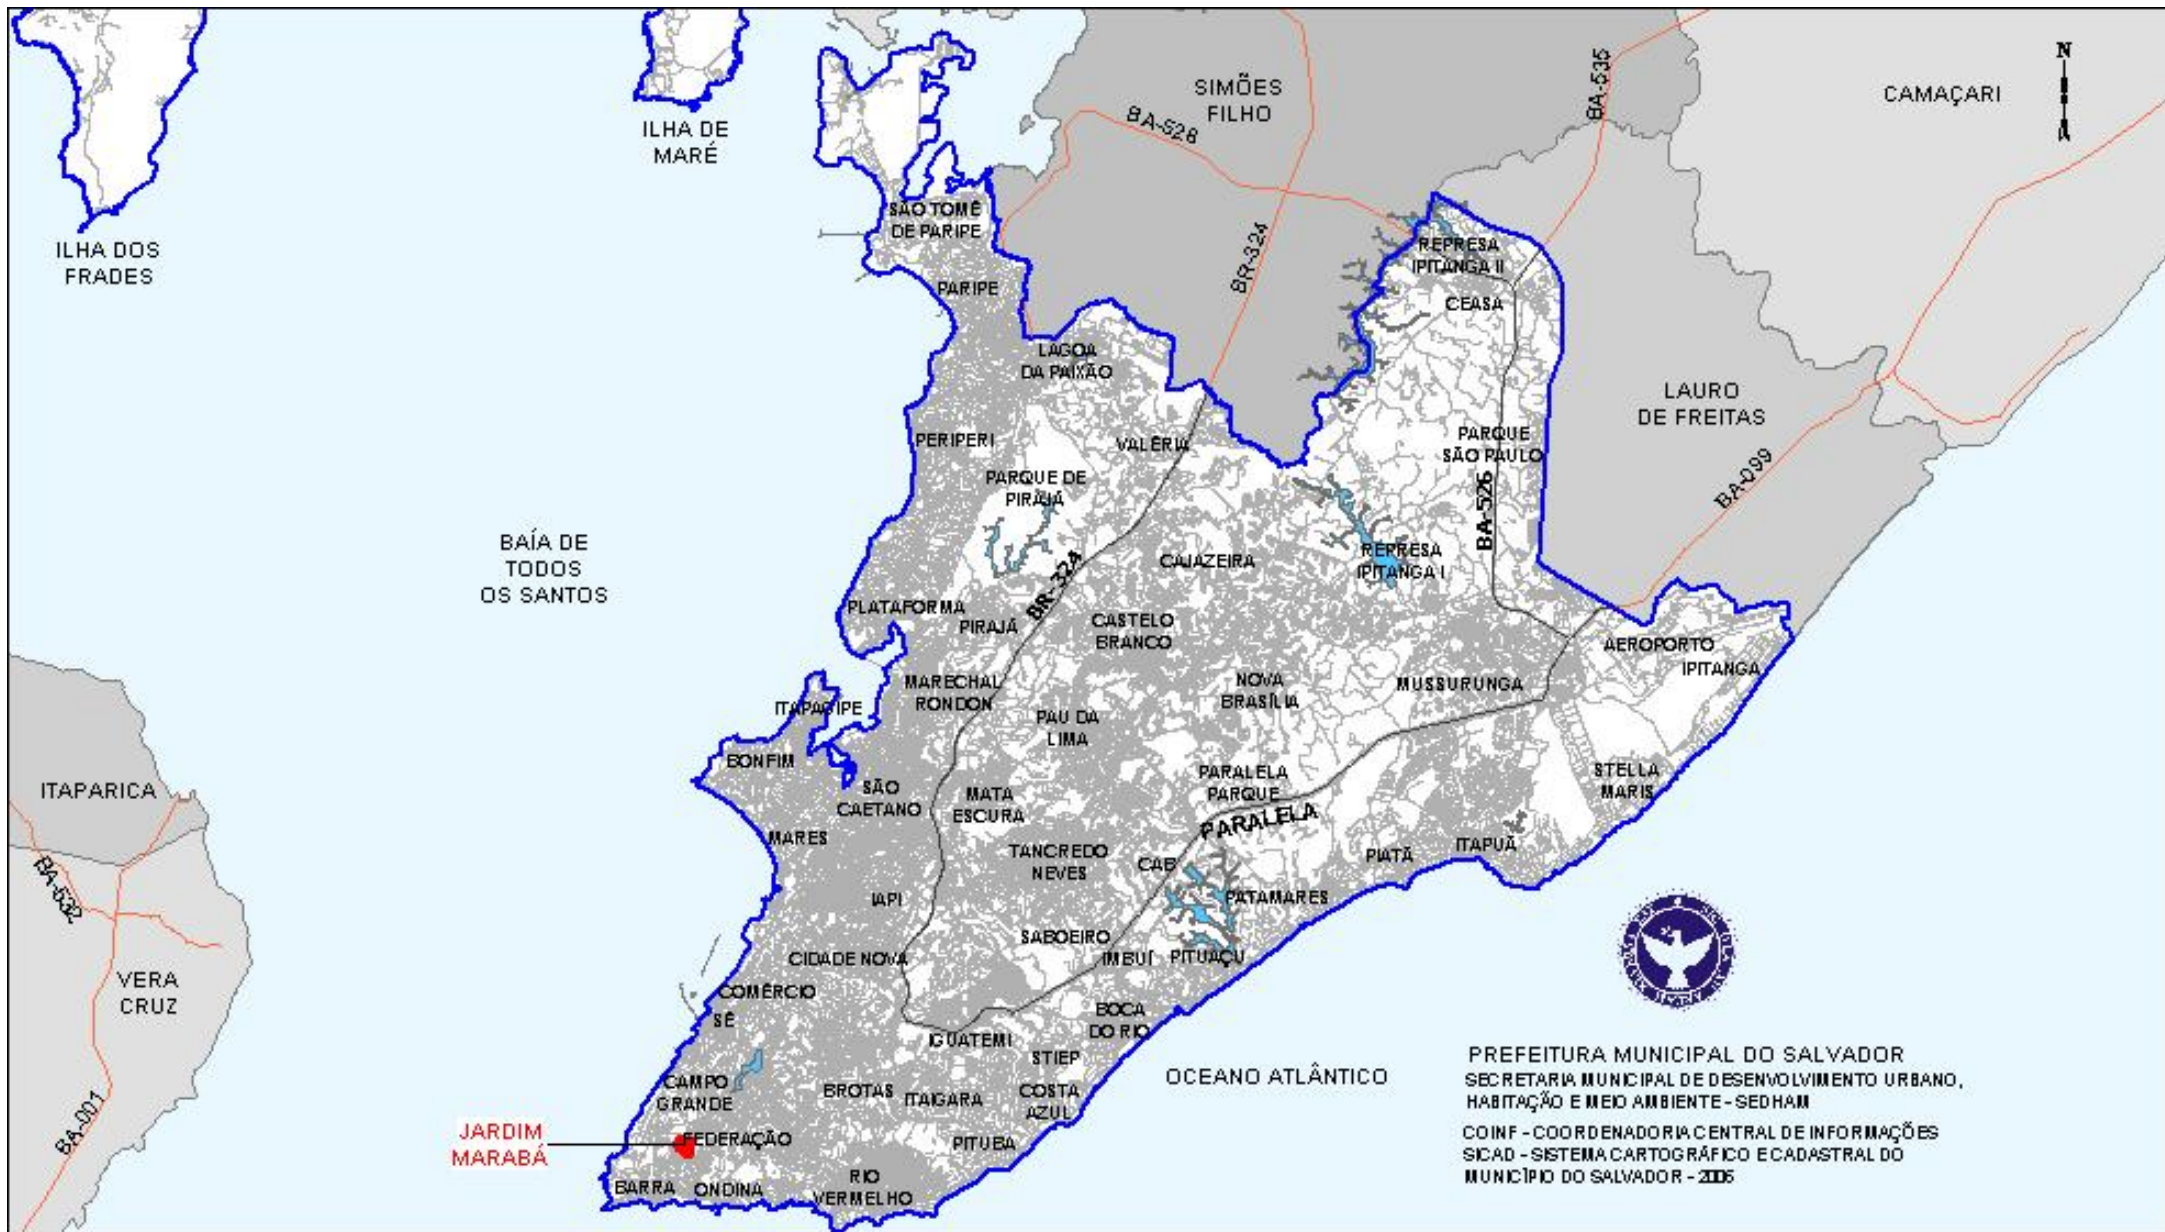 N
SIMÕES
FILHO
BA-535
CAMAÇARI
BA-528
ILHA DE
MARÉ
ILHA DOS
FRADES
SÃO TOMÉ
DE PARIPE
BR-324
REPRESA
IPITANGA II
PARIPE
CEASA
LAGOA
DA PAIXÃO
LAURO
DE FREITAS
PERIPERI
VALÉRIA
PARQUE
SÃO PAULO
PARQUE DE
PIRAJÁ
BA-099
BA-526
BAÍA DE
TODOS
OS SANTOS
CAJAZEIRA
REPRESA
IPITANGA I
BR-324
PLATAFORMA
PIRAJÁ
CASTELO
BRANCO
AEROPORTO
IPITANGA
MARECHAL
RONDON
NOVA
BRASÍLIA
MUSSURUNGA
ITAPAGIPE
PAU DA
LIMA
BONFIM
PARALELA
PARQUE
STELLA
MARIS
ITAPARICA
SÃO
CAETANO
MATA
ESCURA
PARALELA
MARES
TANCREDO
NEVES
CAB
PIATÃ
ITAPUÃ
BA-532
IAPI
PATAMARES
SABOEIRO
CIDADE NOVA
IMBUÍ
PITUAÇU
VERA
CRUZ
COMÉRCIO
SÉ
BOCA
DO RIO
IGUATEMI
STIEP
OCEANO ATLÂNTICO
CAMPO
GRANDE
BROTAS
ITAIGARA
COSTA
AZUL
BA-001
JARDIM
MARABÁ
FEDERAÇÃO
PITUBA
BARRA
ONDINA
RIO
VERMELHO
PREFEITURA MUNICIPAL DO SALVADOR
SECRETARIA MUNICIPAL DE DESENVOLVIMENTO URBANO,
HABITAÇÃO E MEIO AMBIENTE - SEDHAM
COINF - COORDENADORIA CENTRAL DE INFORMAÇÕES
SICAD - SISTEMA CARTOGRÁFICO E CADASTRAL DO
MUNICÍPIO DO SALVADOR - 2006